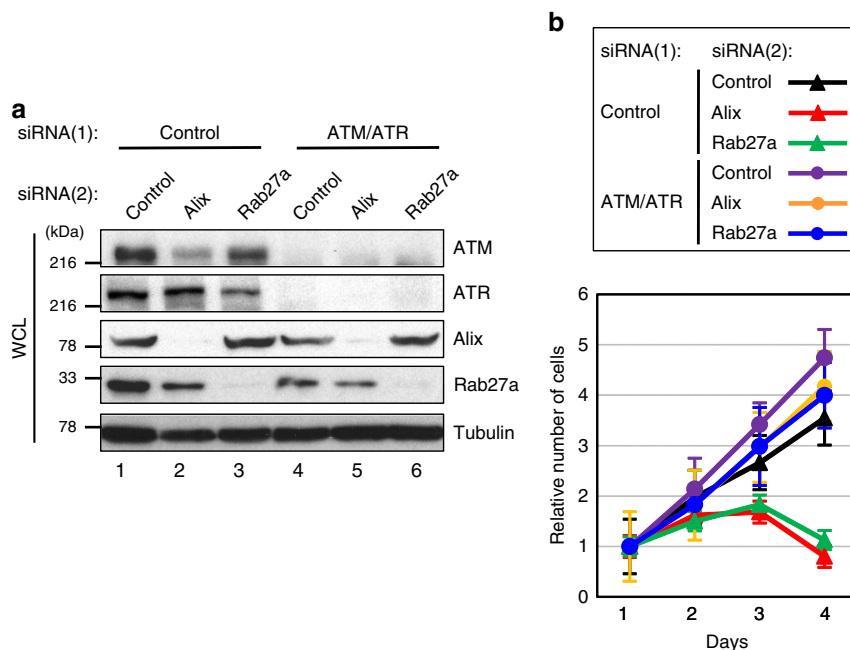 a
siRNA(1): Control ATM/ATR
siRNA(2): Control Alix Rab27a Control Alix Rab27a
(kDa)
WCL
216 ATM
216 ATR
78 Alix
33 Rab27a
78 Tubulin
1 2 3 4 5 6
b
siRNA(1): siRNA(2):
Control
Control Alix
Rab27a
Control
ATM/ATR Alix
Rab27a
Relative number of cells
6
5
4
3
2
1
0
1 2 3 4
Days